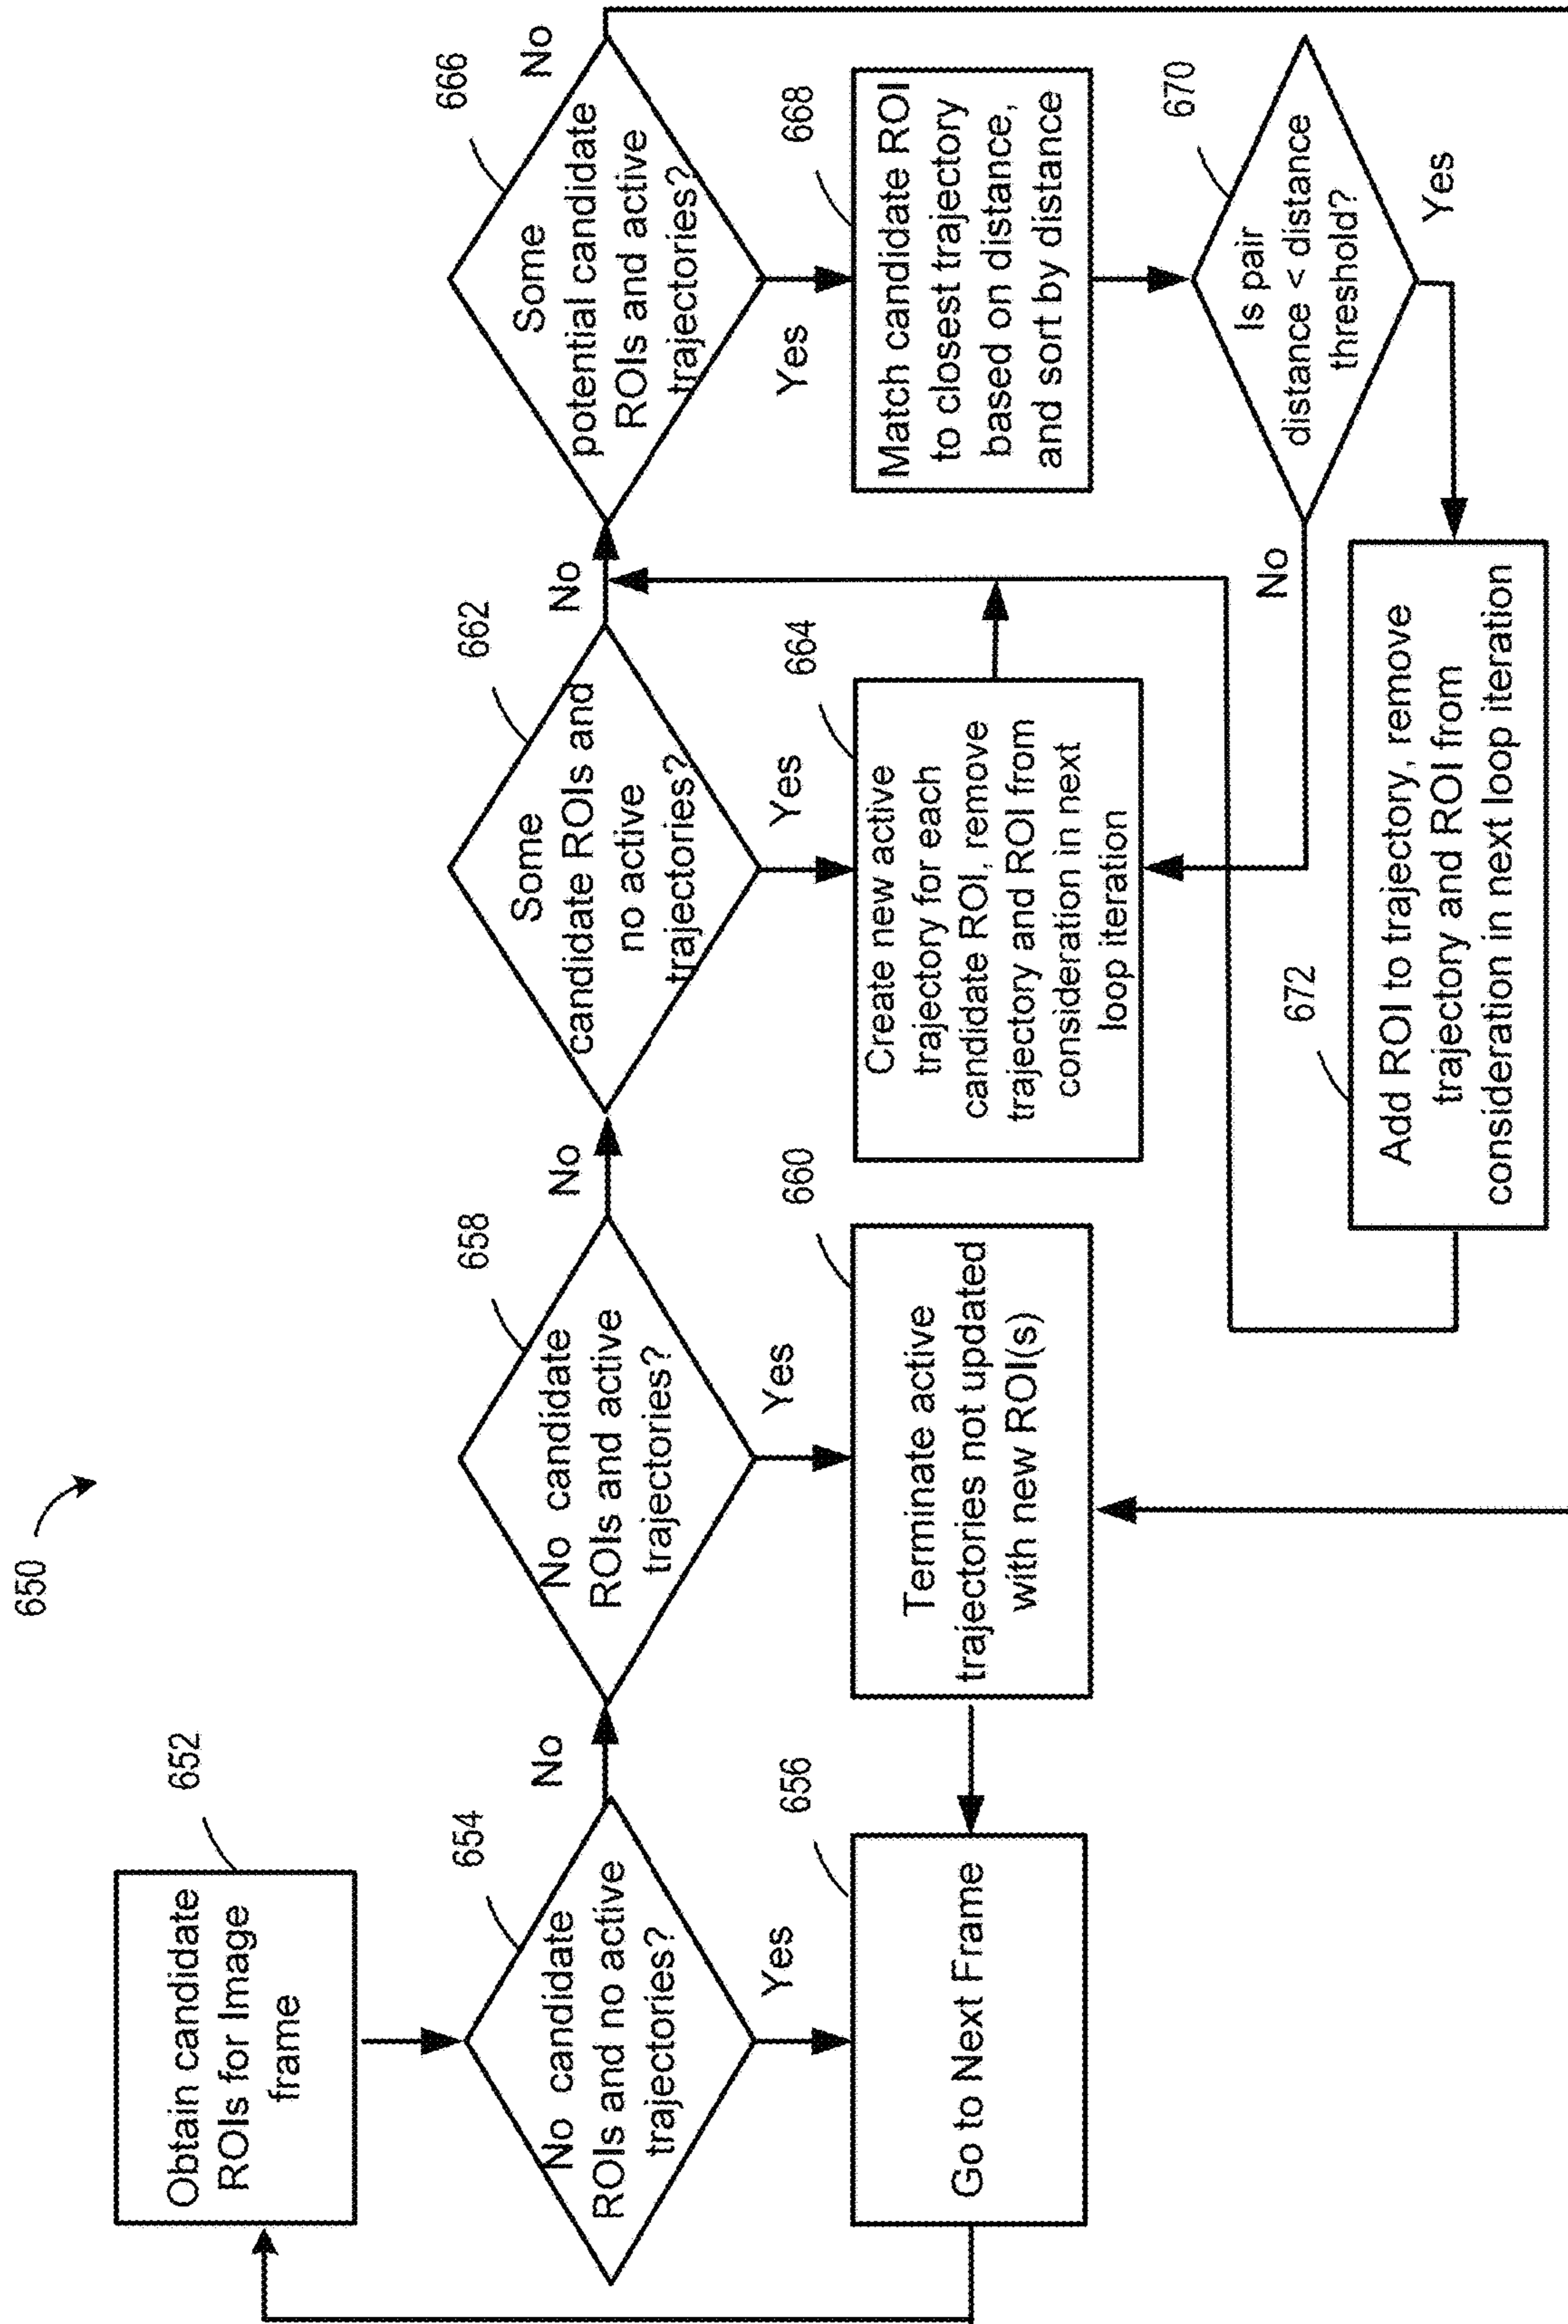 650
652
Obtain candidate
ROIs for Image
frame
654
No candidate
ROIs and no active
trajectories?
No
Yes
656
Go to Next Frame
658
No candidate
ROIs and active
trajectories?
No
Yes
660
Terminate active
trajectories not updated
with new ROI(s)
662
Some
candidate ROIs and
no active
trajectories?
No
Yes
664
Create new active
trajectory for each
candidate ROI, remove
trajectory and ROI from
consideration in next
loop iteration
666
Some
potential candidate
ROIs and active
trajectories?
No
Yes
668
Match candidate ROI
to closest trajectory
based on distance,
and sort by distance
670
Is pair
distance < distance
threshold?
No
Yes
672
Add ROI to trajectory, remove
trajectory and ROI from
consideration in next loop iteration